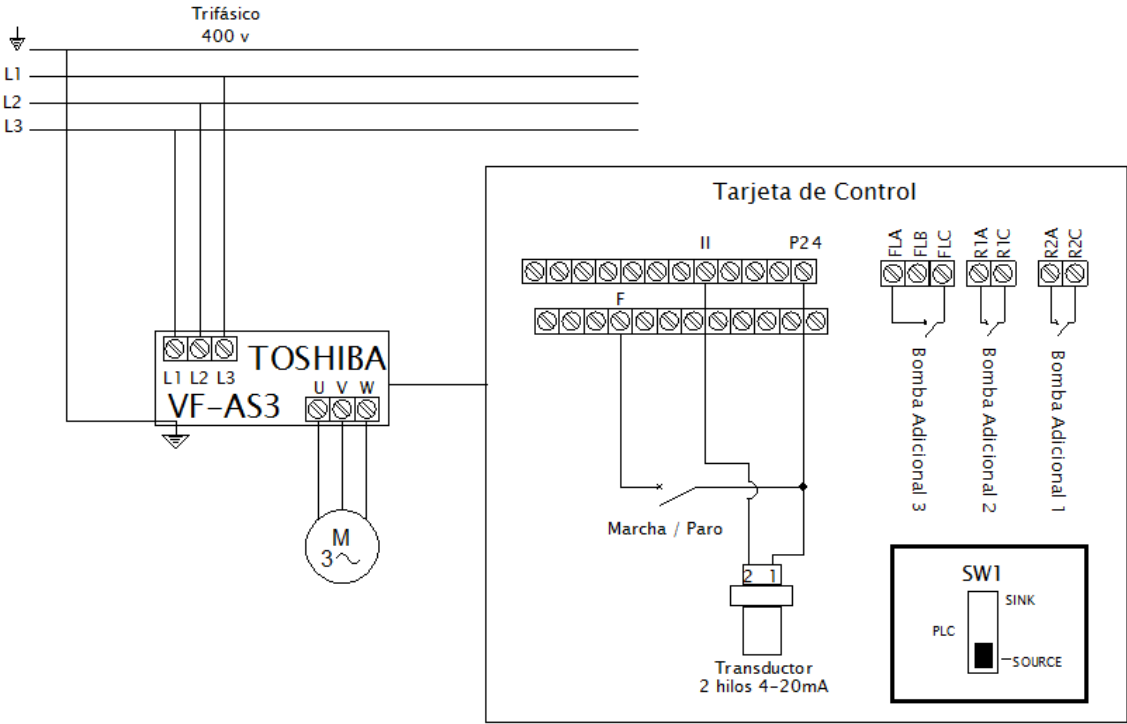 Trifásico
400 v
L1
L2
L3
Tarjeta de Control
II
P24
FLA
FLB
FLC
R1A
R1C
R2A
R2C
F
TOSHIBA
L1 L2 L3
U V W
VF-AS3
Bomba Adicional 3
Bomba Adicional 2
Bomba Adicional 1
Marcha / Paro
M
3
2 1
SW1
SINK
PLC
SOURCE
Transductor
2 hilos 4-20mA